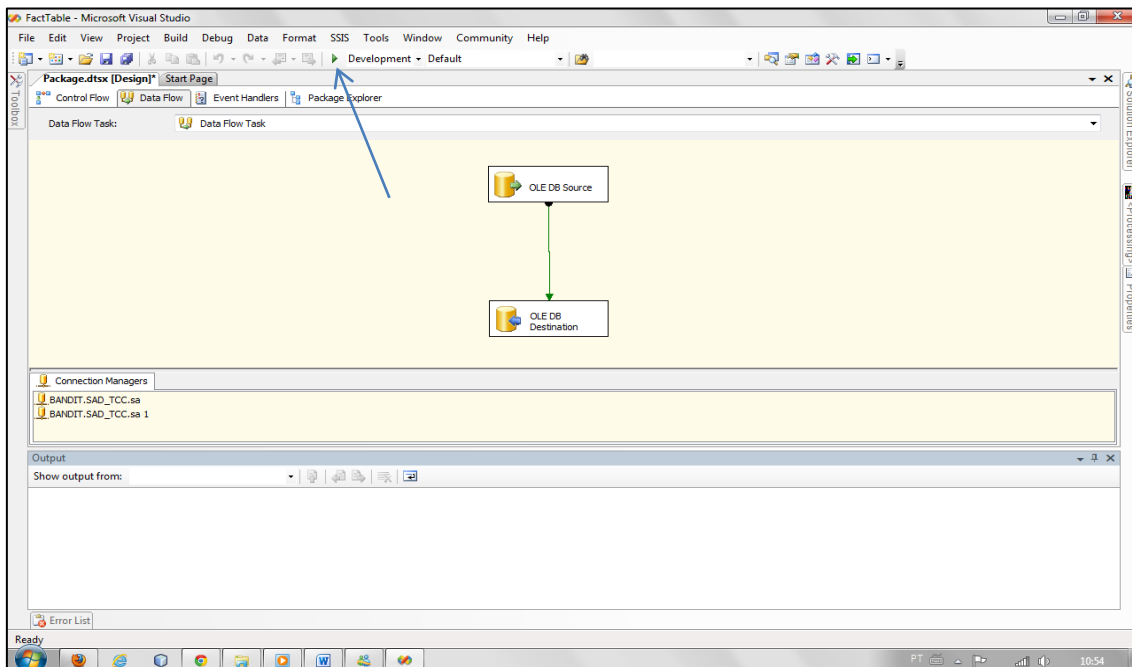 FactTable - Microsoft Visual Studio
File Edit View Project Build Debug Data Format SSIS Tools Window Community Help
Development Default
Package.dtsx [Design]* Start Page
Control Flow Data Flow Event Handlers Package Explorer
Data Flow Task: Data Flow Task
Toolbox
OLE DB Source
OLE DB
Destination
Solution Explorer
<Processing>
Properties
Connection Managers
BANDIT.SAD_TCC.sa
BANDIT.SAD_TCC.sa 1
Output
Show output from:
Error List
Ready
PT 10:54